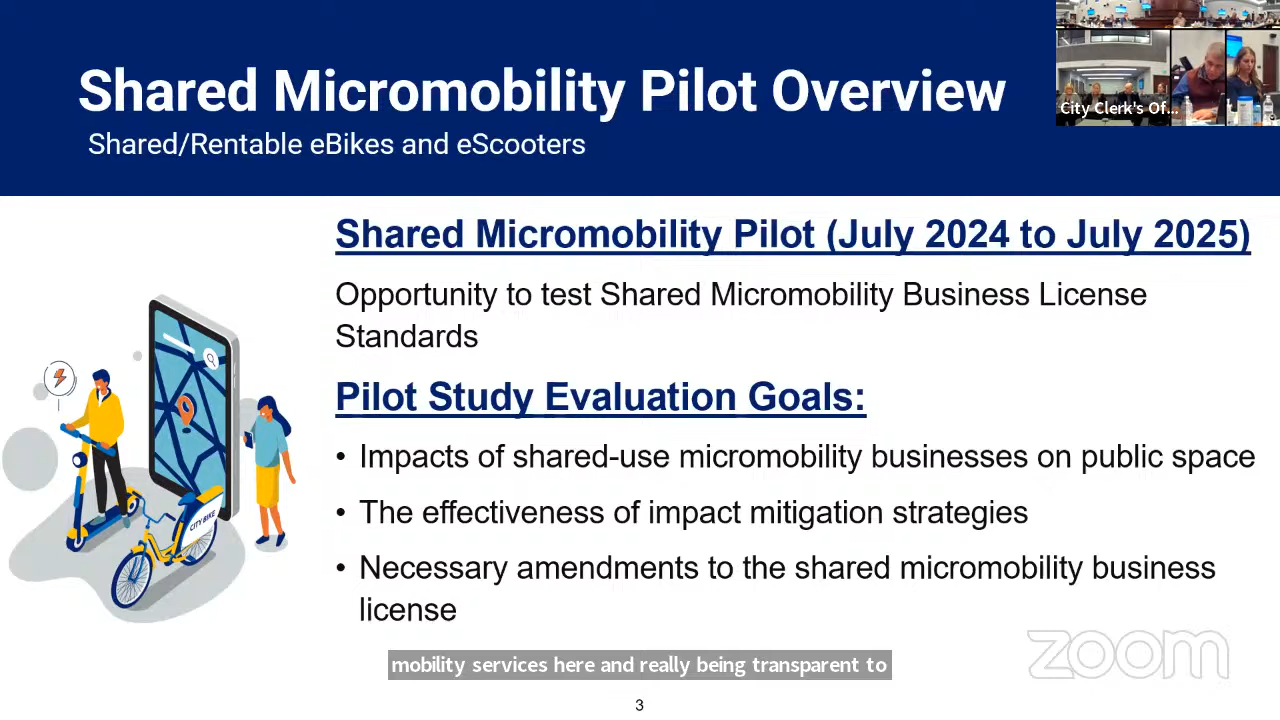 Shared Micromobility Pilot Overview
Shared/Rentable eBikes and eScooters
City Clerk's Of...
Shared Micromobility Pilot (July 2024 to July 2025)
Opportunity to test Shared Micromobility Business License
Standards
Pilot Study Evaluation Goals:
• Impacts of shared-use micromobility businesses on public space
• The effectiveness of impact mitigation strategies
• Necessary amendments to the shared micromobility business
license
CITY BIKE
mobility services here and really being transparent to
zoom
3